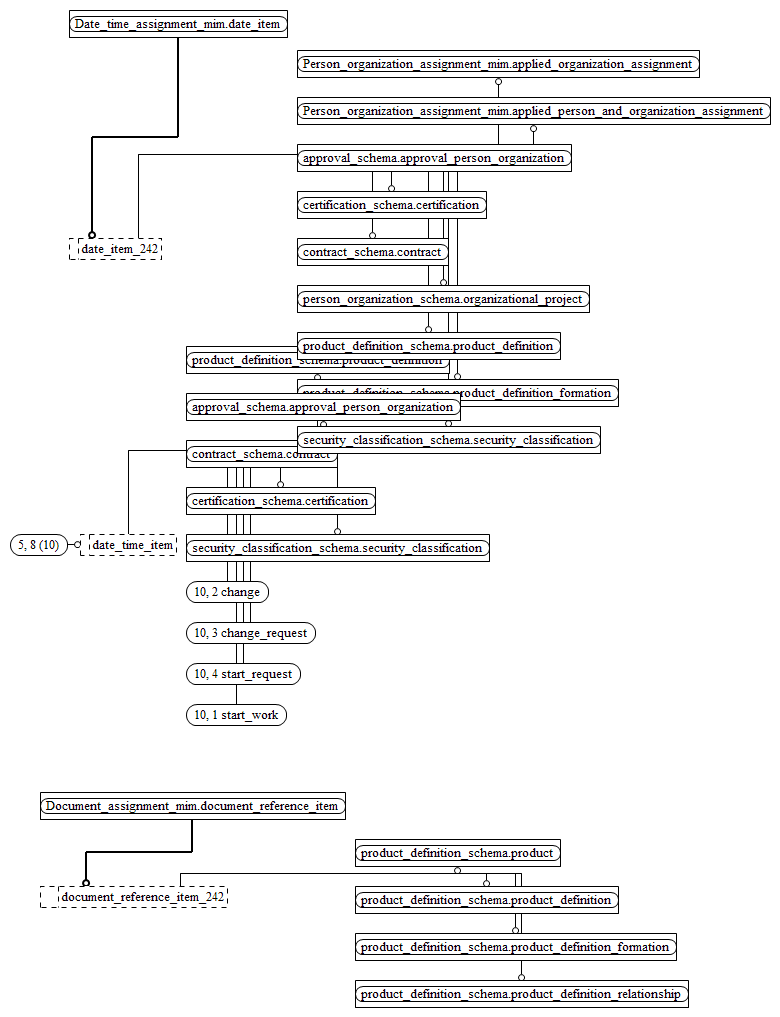 Date_time_assignment_mim.date_item
Person_organization_assignment_mim.applied_organization_assignment
Person_organization_assignment_mim.applied_person_and_organization_assignment
approval_schema.approval_person_organization
certification_schema.certification
date_item_242
contract_schema.contract
person_organization_schema.organizational_project
product_definition_schema.product_definition
product_definition_schema.product_definition
product_definition_schema.product_definition_formation
approval_schema.approval_person_organization
security_classification_schema.security_classification
contract_schema.contract
certification_schema.certification
5, 8 (10)
date_time_item
security_classification_schema.security_classification
10, 2 change
10, 3 change_request
10, 4 start_request
10, 1 start_work
Document_assignment_mim.document_reference_item
product_definition_schema.product
document_reference_item_242
product_definition_schema.product_definition
product_definition_schema.product_definition_formation
product_definition_schema.product_definition_relationship